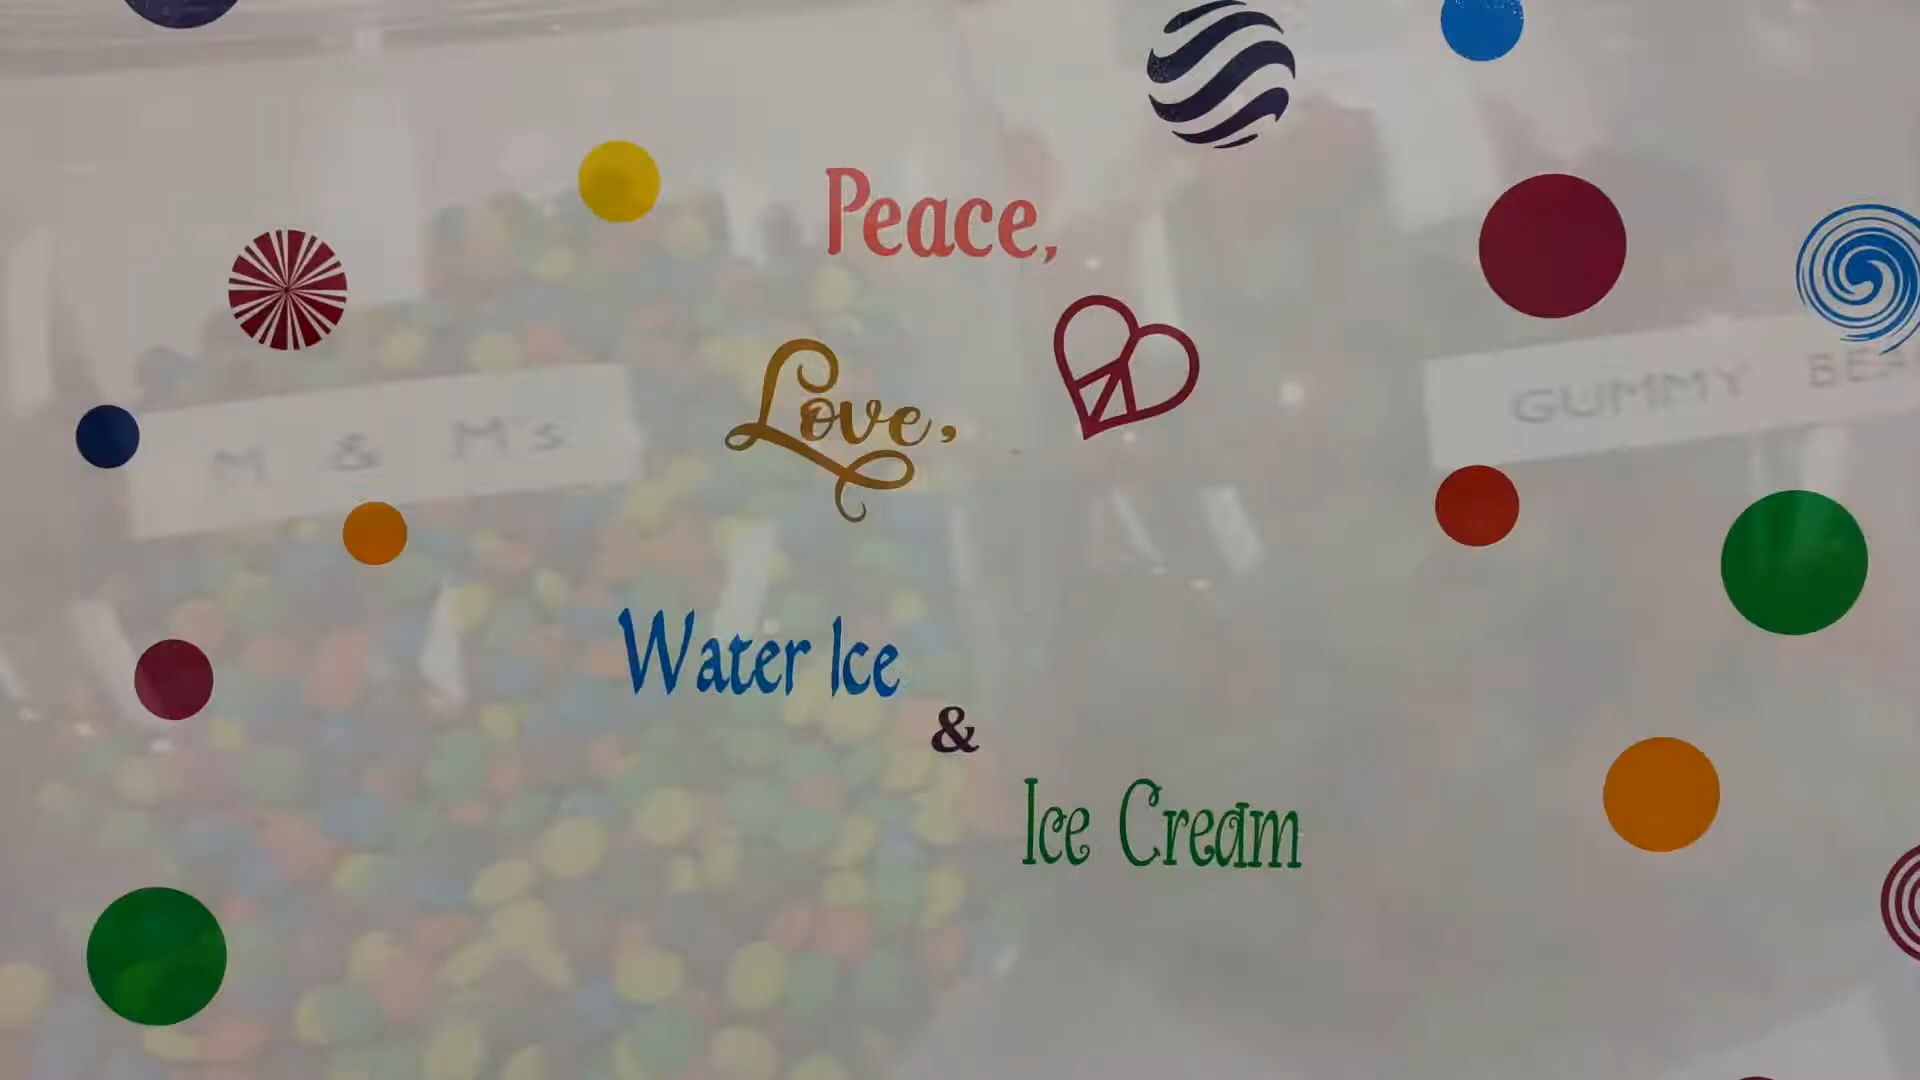 Peace,
Love,
Water Ice
&
Ice Cream
M & M's
GUMMY